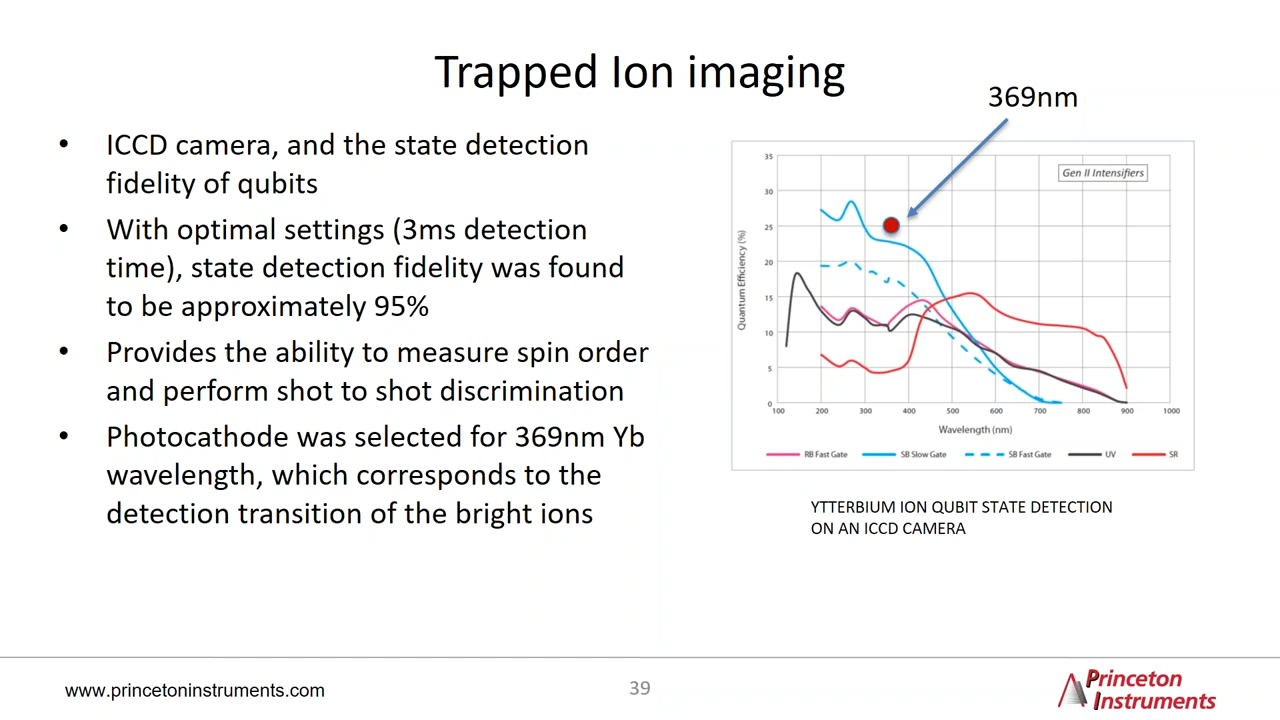 Trapped Ion imaging
369nm
• ICCD camera, and the state detection
fidelity of qubits
• With optimal settings (3ms detection
time), state detection fidelity was found
to be approximately 95%
• Provides the ability to measure spin order
and perform shot to shot discrimination
• Photocathode was selected for 369nm Yb
wavelength, which corresponds to the
detection transition of the bright ions
Gen II Intensifiers
Quantum Efficiency (%)
35
30
25
20
15
10
5
0
100 200 300 400 500 600 700 800 900 1000
Wavelength (nm)
RB Fast Gate SB Slow Gate SB Fast Gate UV SR
YTTERBIUM ION QUBIT STATE DETECTION
ON AN ICCD CAMERA
www.princetoninstruments.com
39
Princeton
Instruments